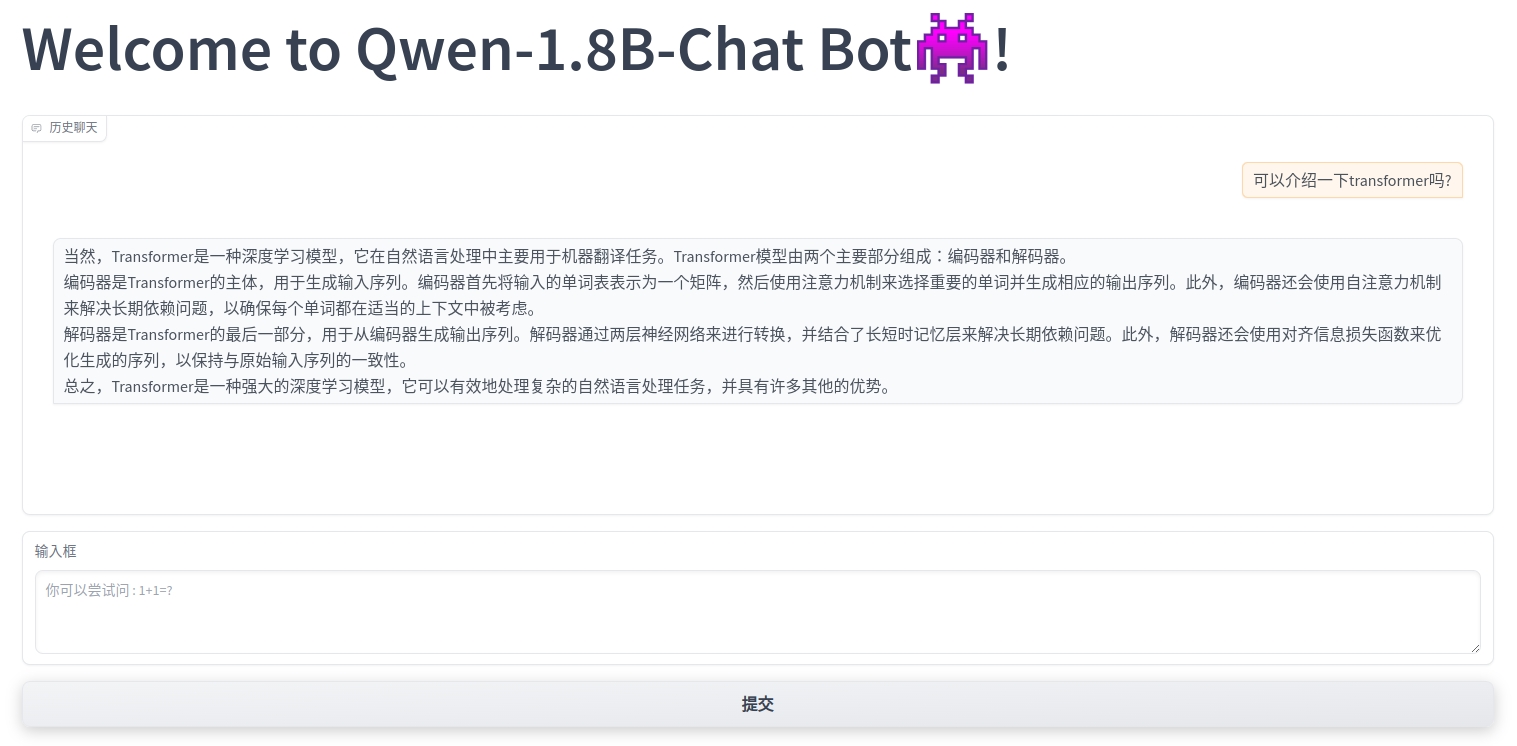 Welcome to Qwen-1.8B-Chat Bot👾!
历史聊天
可以介绍一下transformer吗?
当然，Transformer是一种深度学习模型，它在自然语言处理中主要用于机器翻译任务。Transformer模型由两个主要部分组成：编码器和解码器。
编码器是Transformer的主体，用于生成输入序列。编码器首先将输入的单词表表示为一个矩阵，然后使用注意力机制来选择重要的单词并生成相应的输出序列。此外，编码器还会使用自注意力机制
来解决长期依赖问题，以确保每个单词都在适当的上下文中被考虑。
解码器是Transformer的最后一部分，用于从编码器生成输出序列。解码器通过两层神经网络来进行转换，并结合了长短时记忆层来解决长期依赖问题。此外，解码器还会使用对齐信息损失函数来优
化生成的序列，以保持与原始输入序列的一致性。
总之，Transformer是一种强大的深度学习模型，它可以有效地处理复杂的自然语言处理任务，并具有许多其他的优势。
输入框
你可以尝试问 : 1+1=?
提交